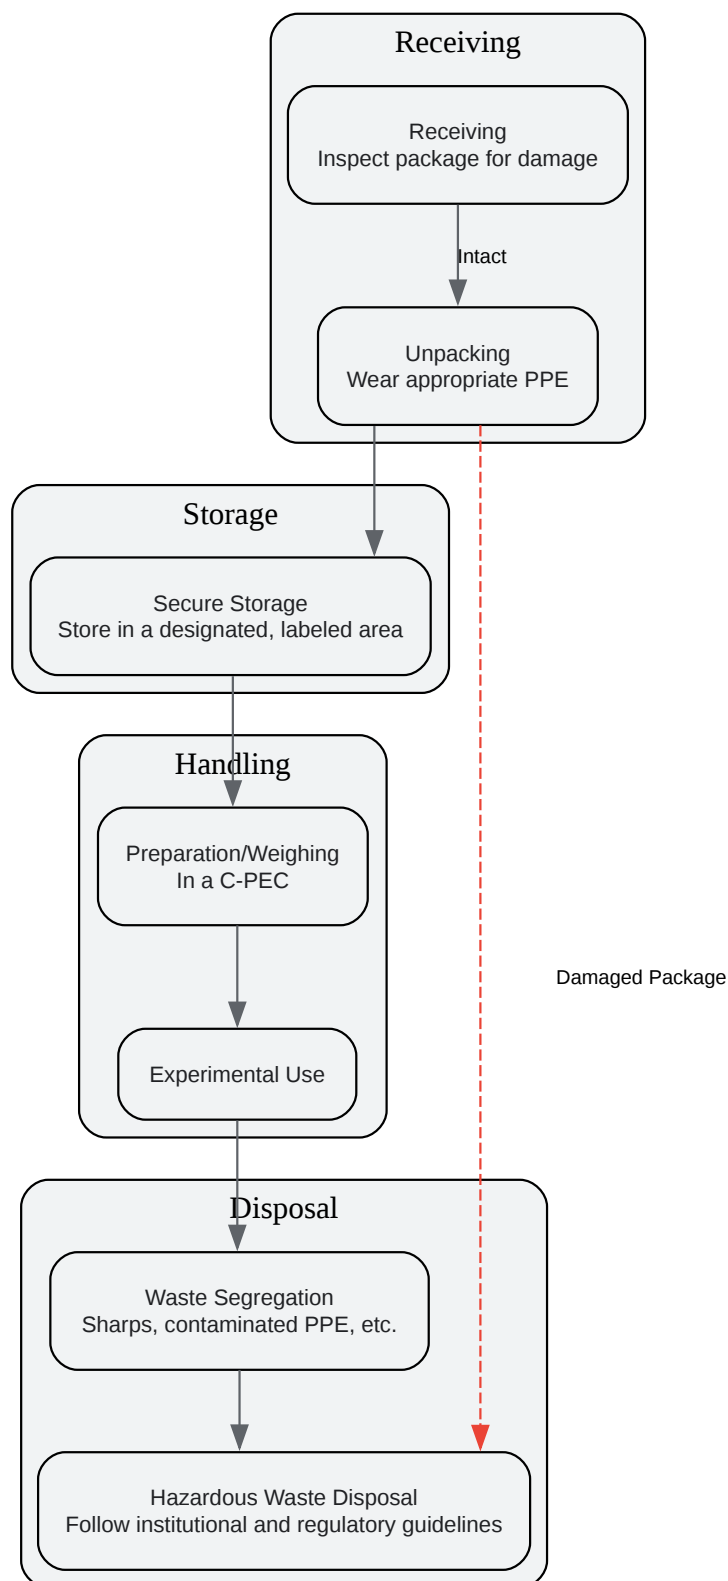 Receiving
Receiving
Inspect package for damage
Intact
Unpacking
Wear appropriate PPE
Storage
Secure Storage
Store in a designated, labeled area
Handling
Preparation/Weighing
In a C-PEC
Damaged Package
Experimental Use
Disposal
Waste Segregation
Sharps, contaminated PPE, etc.
Hazardous Waste Disposal
Follow institutional and regulatory guidelines